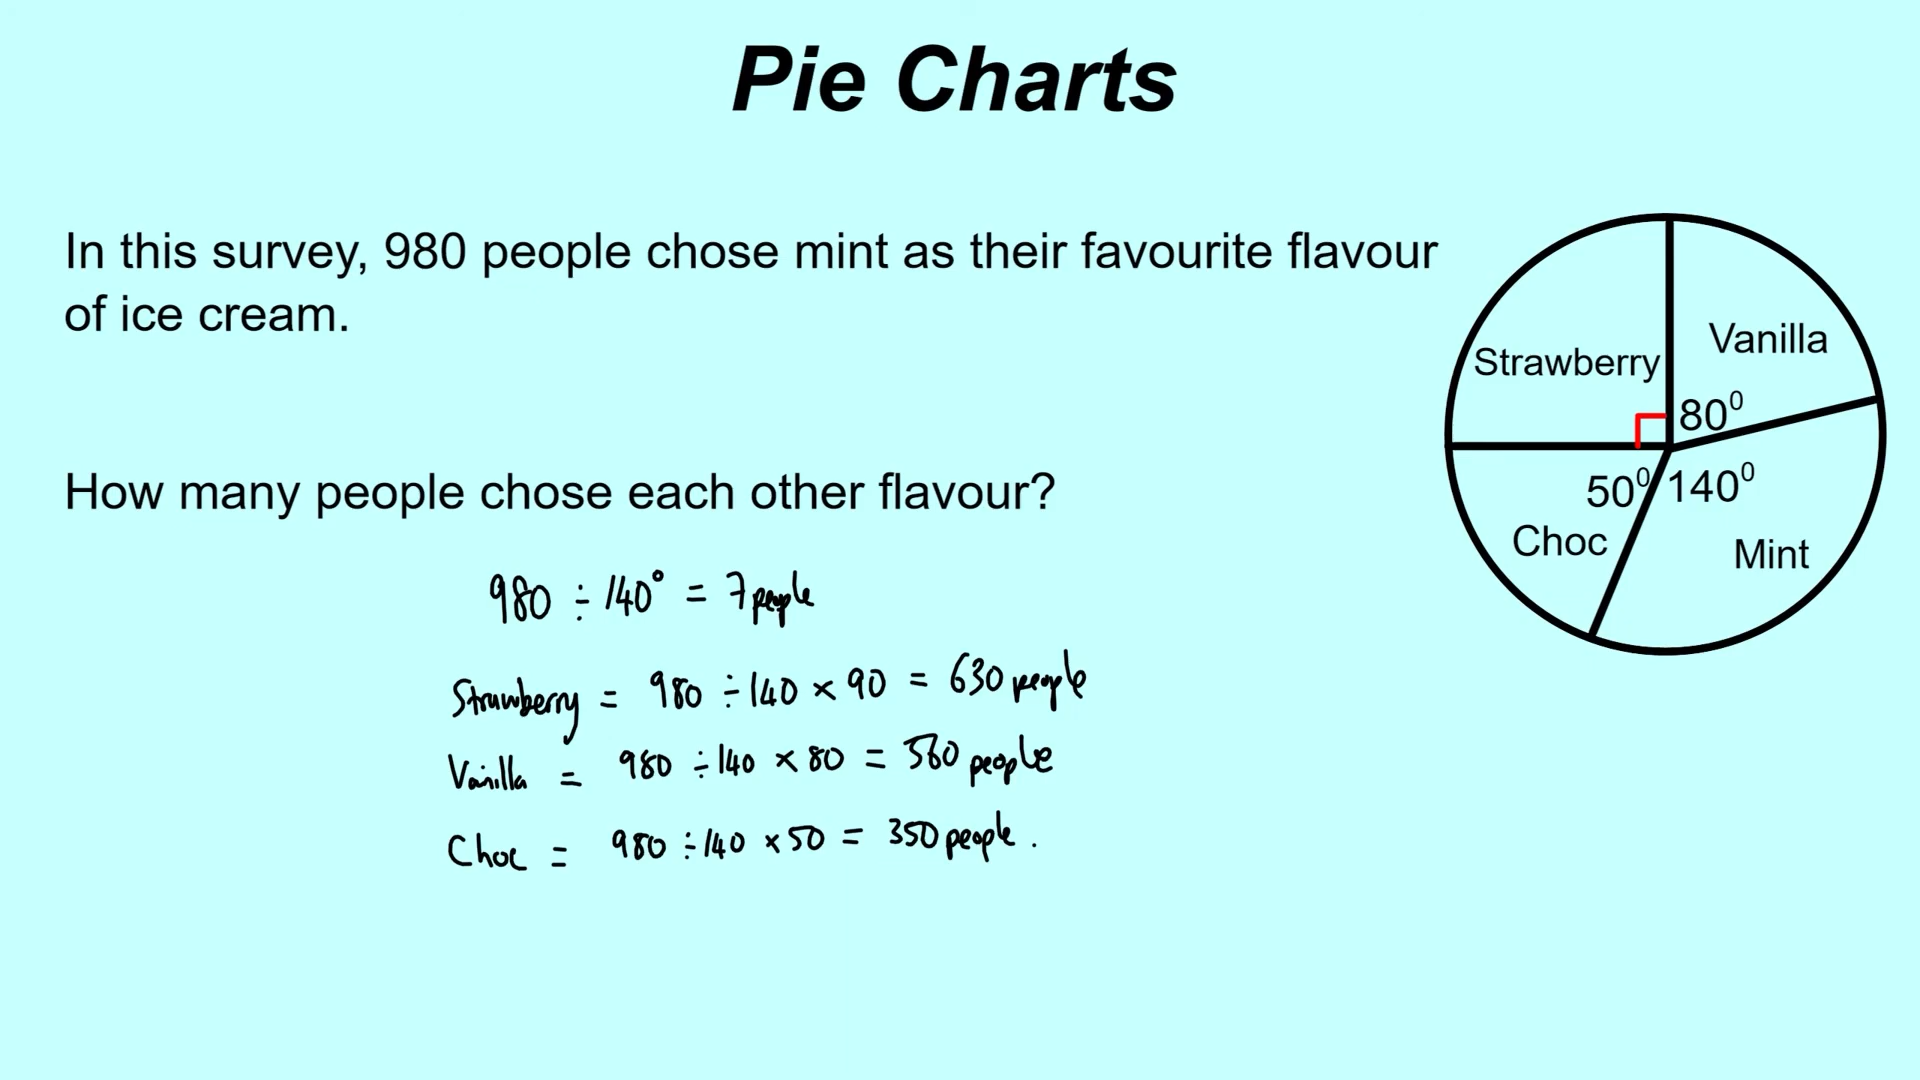 Pie Charts
In this survey, 980 people chose mint as their favourite flavour
of ice cream.
How many people chose each other flavour?
980 ÷ 140° = 7 people
Strawberry = 980 ÷ 140 × 90 = 630 people
Vanilla = 980 ÷ 140 × 80 = 560 people
Choc = 980 ÷ 140 × 50 = 350 people.
Strawberry
Vanilla
80⁰
50⁰
140⁰
Choc
Mint